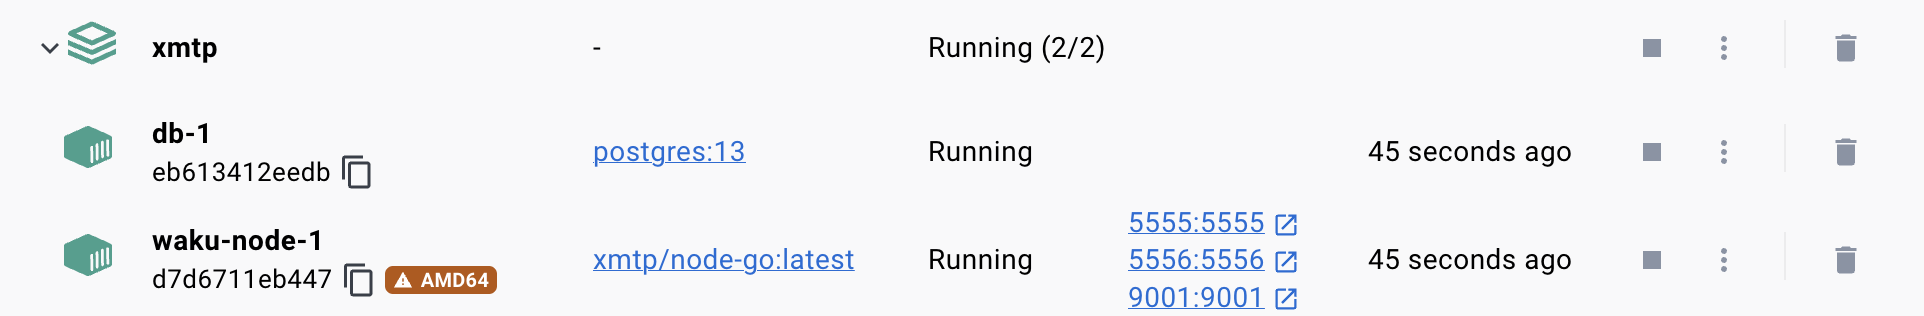 xmtp - Running (2/2)
db-1
eb613412eedb postgres:13 Running 45 seconds ago
waku-node-1
d7d6711eb447 AMD64 xmtp/node-go:latest Running 45 seconds ago
5555:5555
5556:5556
9001:9001